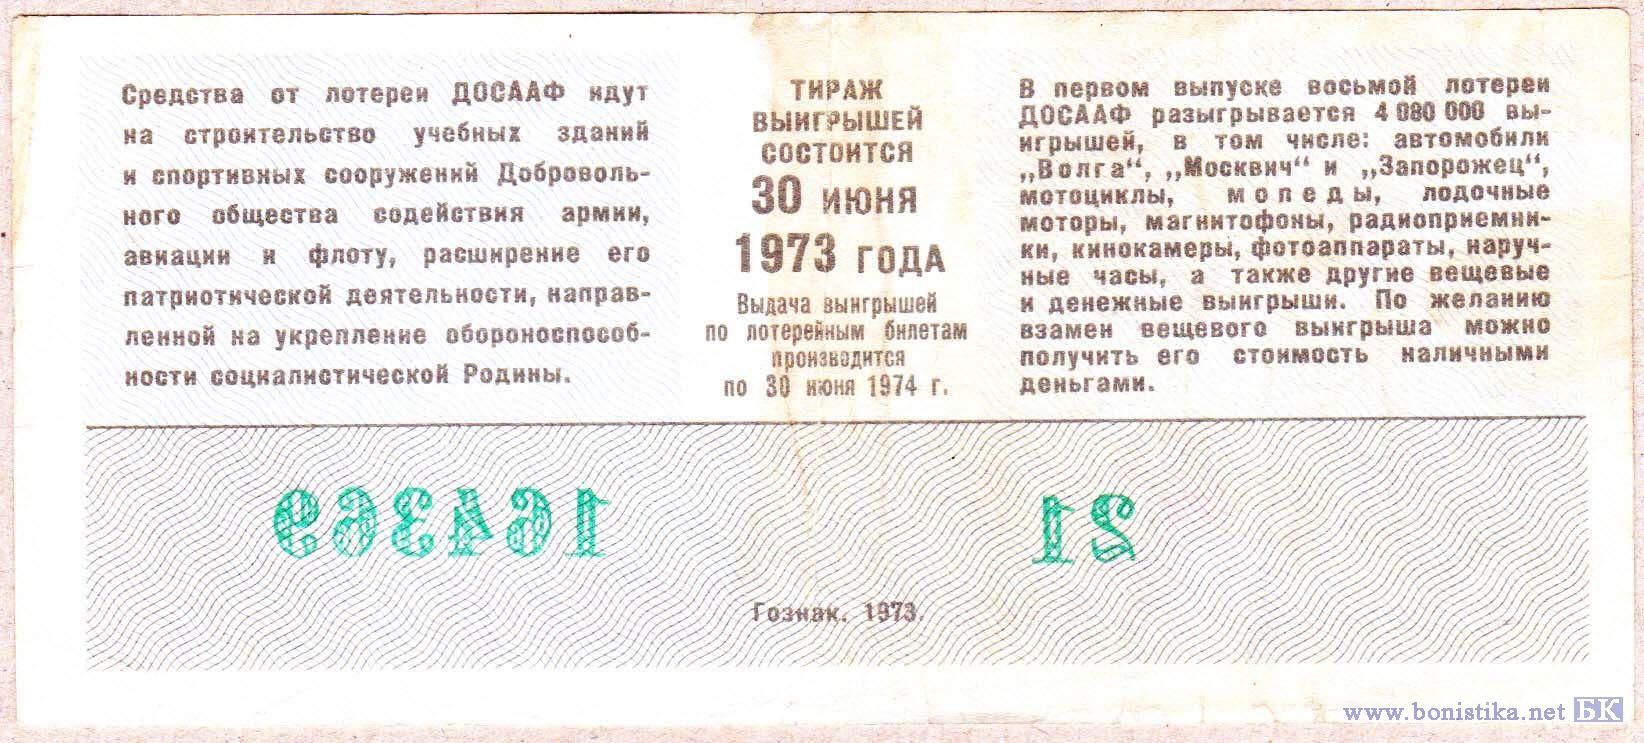 Средства от лотереи ДОСААФ идут
на строительство учебных зданий
и спортивных сооружений Доброволь-
ного общества содействия армии,
авиации и флоту, расширение его
патриотической деятельности, направ-
ленной на укрепление обороноспособ-
ности социалистической Родины.
ТИРАЖ
ВЫИГРЫШЕЙ
СОСТОИТСЯ
30 ИЮНЯ
1973 ГОДА
Выдача выигрышей
по лотерейным билетам
производится
по 30 июня 1974 г.
В первом выпуске восьмой лотереи
ДОСААФ разыгрывается 4 080 000 вы-
игрышей, в том числе: автомобили
„Волга“, „Москвич“ и „Запорожец“,
мотоциклы, мопеды, лодочные
моторы, магнитофоны, радиоприемни-
ки, кинокамеры, фотоаппараты, наруч-
ные часы, а также другие вещевые
и денежные выигрыши. По желанию
взамен вещевого выигрыша можно
получить его стоимость наличными
деньгами.
164369
21
Гознак. 1973.
www.bonistika.net БК